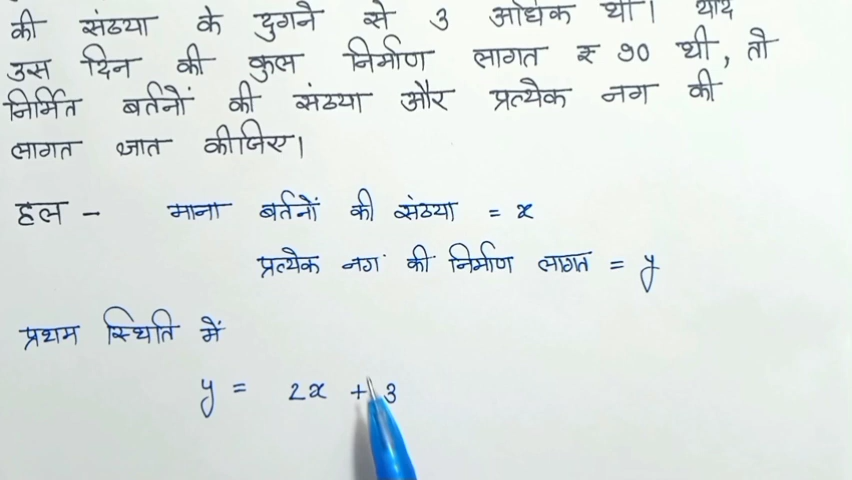 की संख्या के दुगने से 3 अधिक थी। यदि
उस दिन की कुल निर्माण लागत ₹ 90 थी, तो
निर्मित बर्तनों की संख्या और प्रत्येक नग की
लागत ज्ञात कीजिए।
हल - माना बर्तनों की संख्या = x
प्रत्येक नग की निर्माण लागत = y
प्रथम स्थिति में
y = 2x + 3